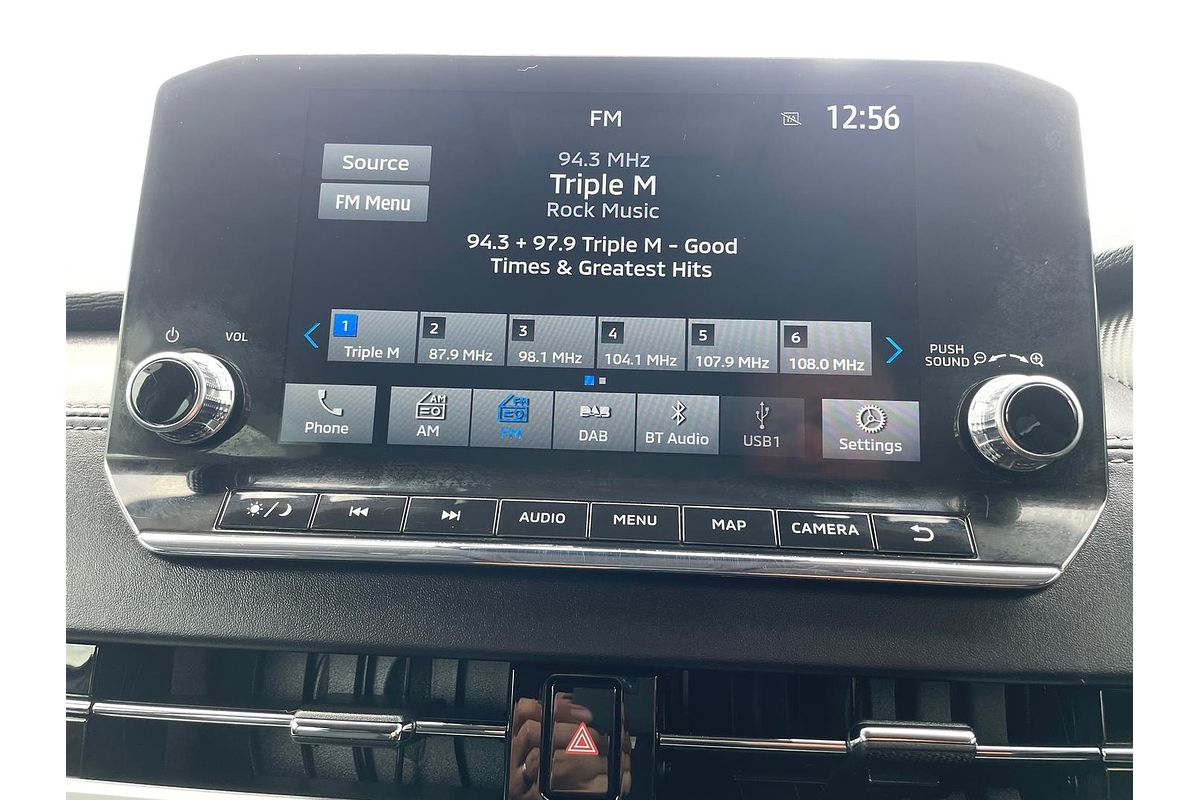 FM
12:56
Source
94.3 MHz
Triple M
FM Menu
Rock Music
94.3 + 97.9 Triple M - Good
Times & Greatest Hits
VOL
1 Triple M
2 87.9 MHz
3 98.1 MHz
4 104.1 MHz
5 107.9 MHz
6 108.0 MHz
PUSH
SOUND
Phone
AM AM
FM FM
DAB DAB
BT Audio
USB1
Settings
AUDIO
MENU
MAP
CAMERA